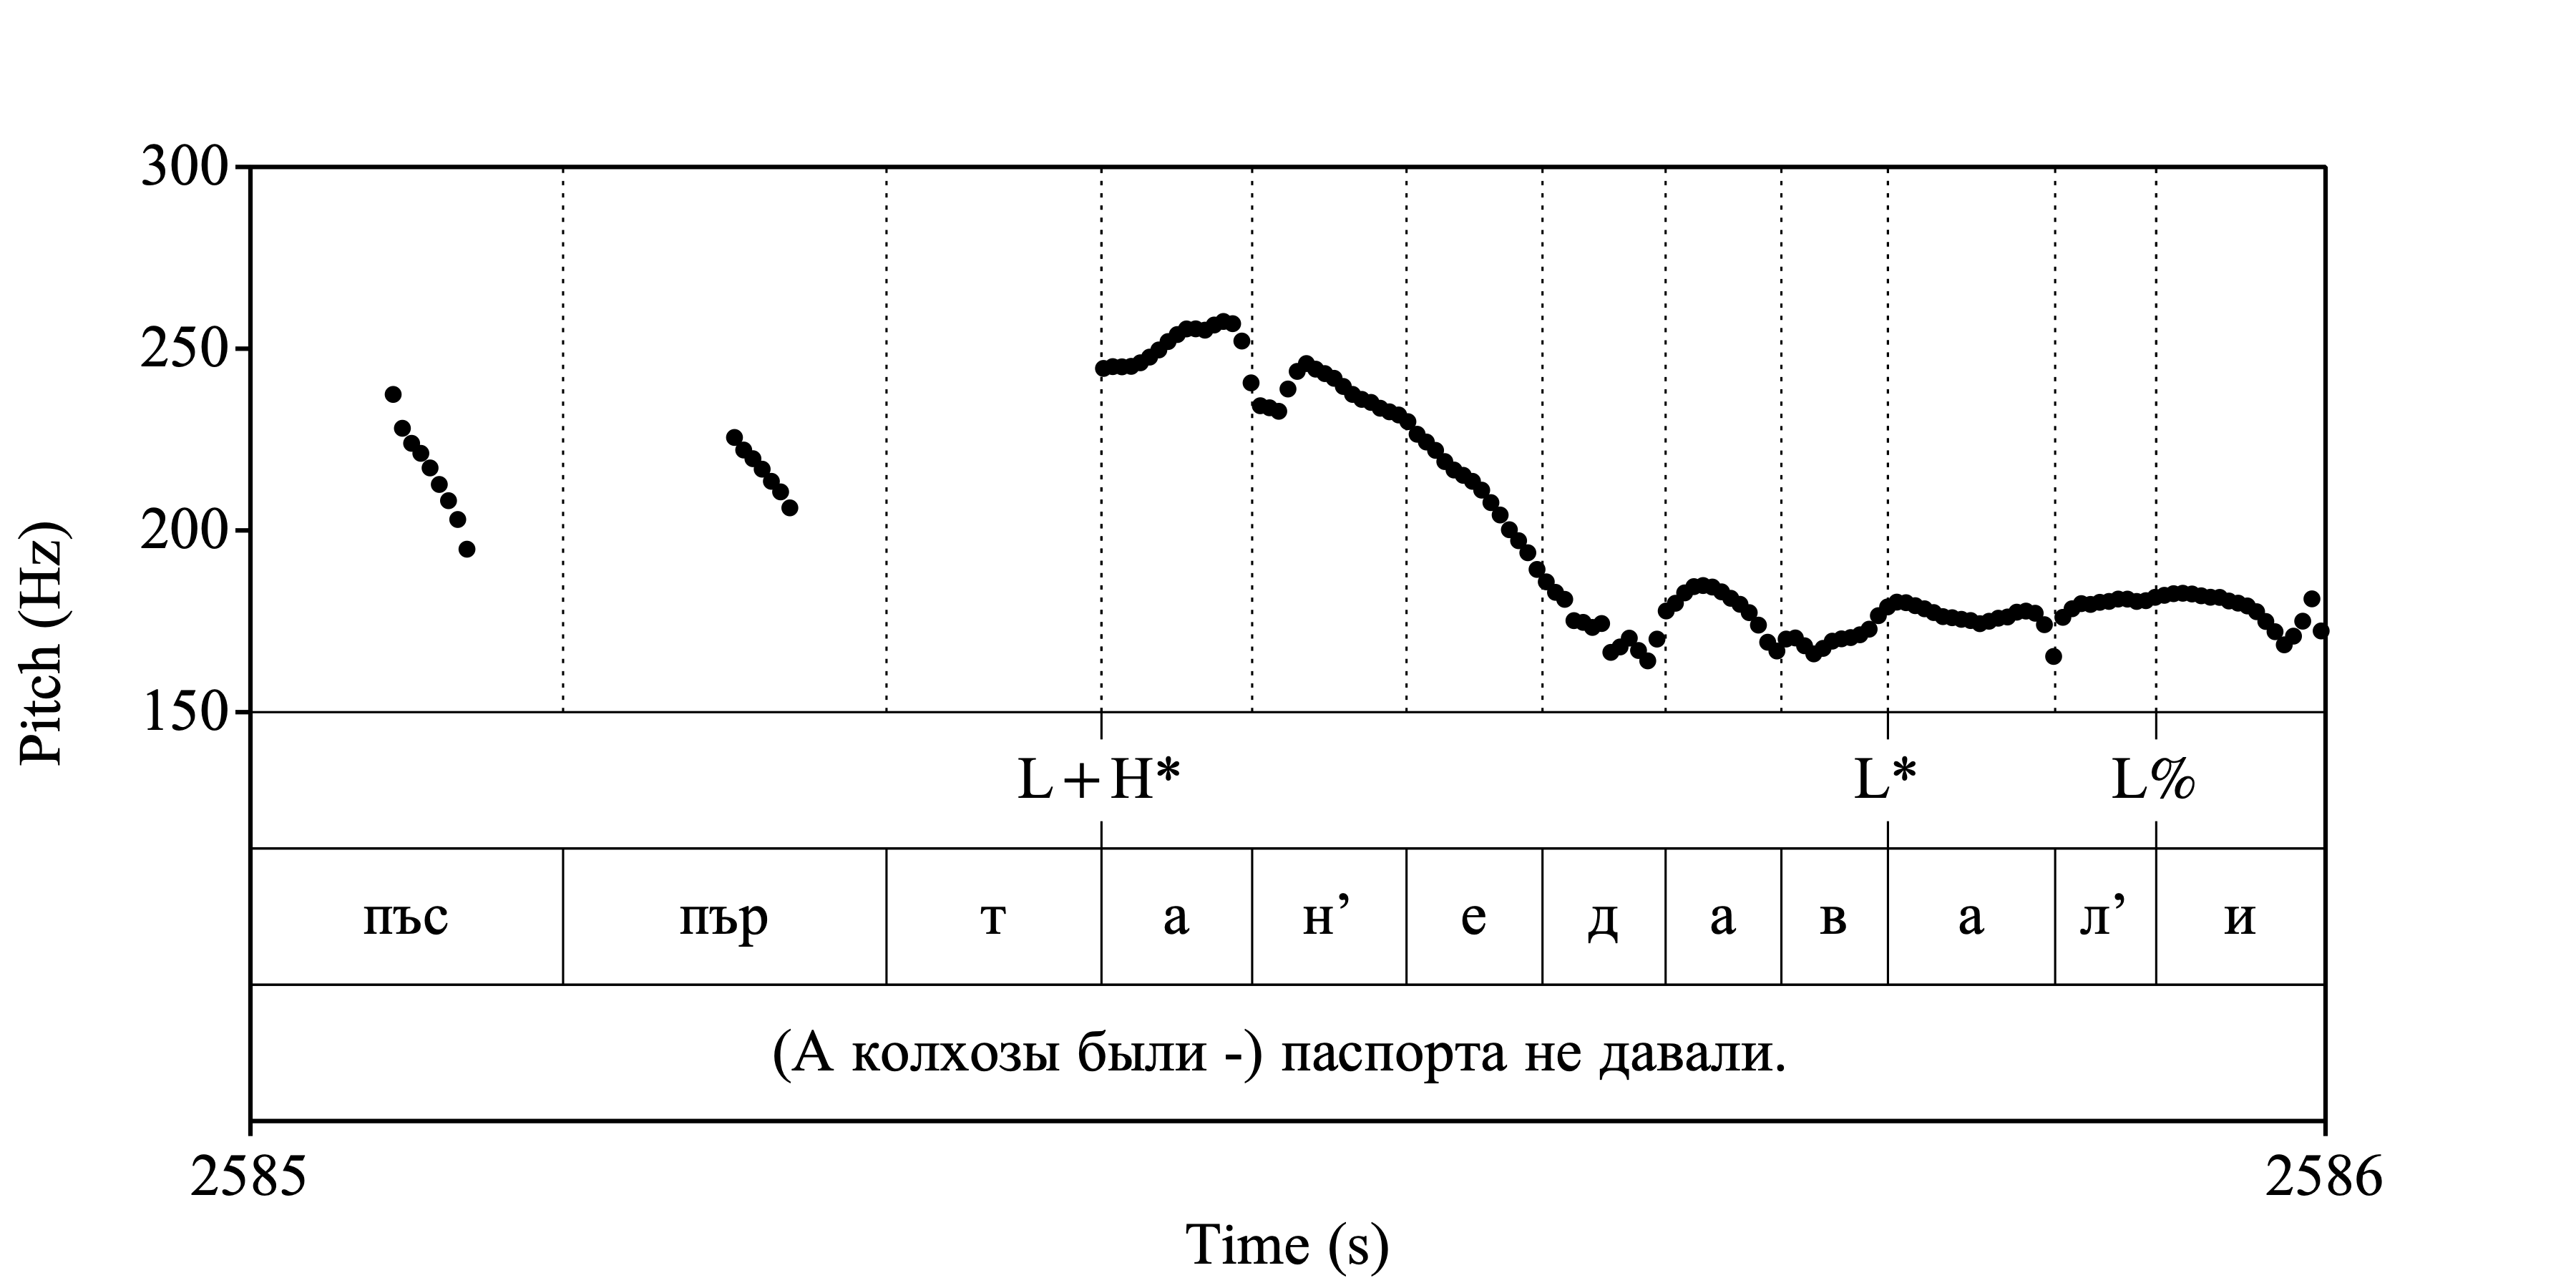 300
250
200
150
Pitch (Hz)
L+H* L* L%
пъс пър т а н’ е д а в а л’ и
(А колхозы были -) паспорта не давали.
2585 2586
Time (s)